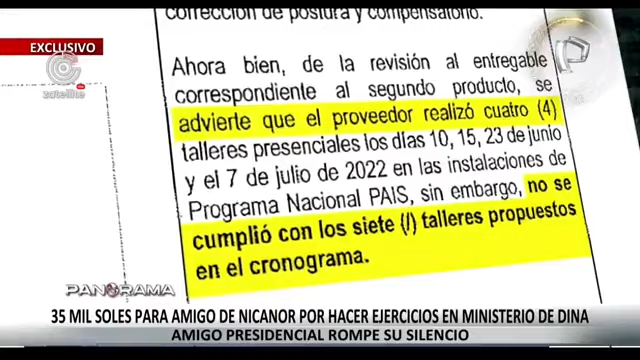 corrección de postura y compensatorio.
EXCLUSIVO
zatelite
Ahora bien, de la revisión al entregable
correspondiente al segundo producto, se
advierte que el proveedor realizó cuatro (4)
talleres presenciales los días 10, 15, 23 de junio
y el 7 de julio de 2022 en las instalaciones de
Programa Nacional PAIS, sin embargo, no se
cumplió con los siete (/) talleres propuestos
en el cronograma.
PANORAMA
35 MIL SOLES PARA AMIGO DE NICANOR POR HACER EJERCICIOS EN MINISTERIO DE DINA
AMIGO PRESIDENCIAL ROMPE SU SILENCIO